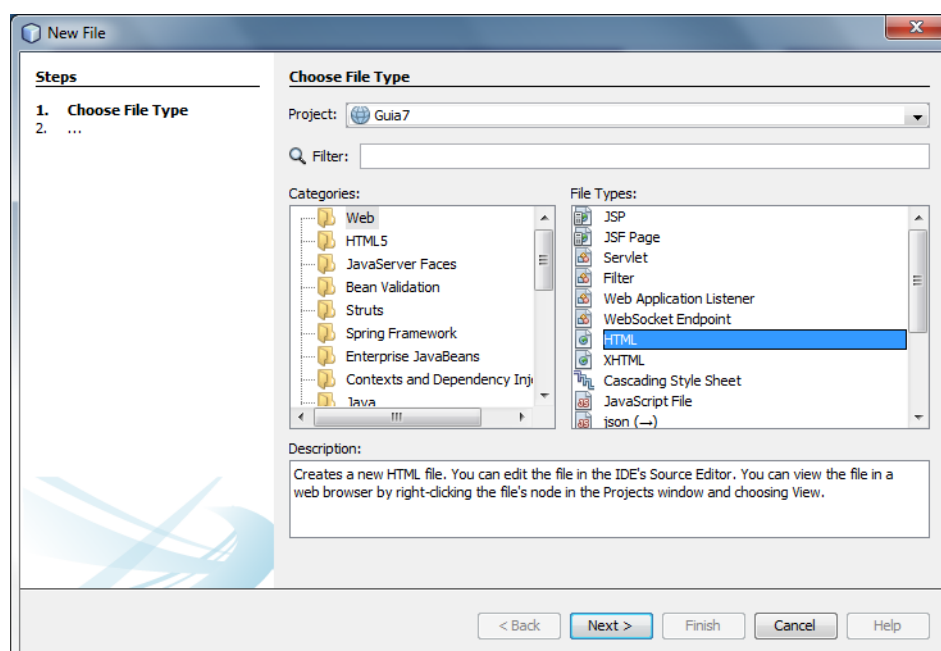 New File
Steps
1. Choose File Type
2. ...
Choose File Type
Project: Guia7
Filter:
Categories:
Web
HTML5
JavaServer Faces
Bean Validation
Struts
Spring Framework
Enterprise JavaBeans
Contexts and Dependency Inj
Java
File Types:
JSP
JSF Page
Servlet
Filter
Web Application Listener
WebSocket Endpoint
HTML
XHTML
Cascading Style Sheet
JavaScript File
json (→)
Description:
Creates a new HTML file. You can edit the file in the IDE's Source Editor. You can view the file in a
web browser by right-clicking the file's node in the Projects window and choosing View.
< Back
Next >
Finish
Cancel
Help